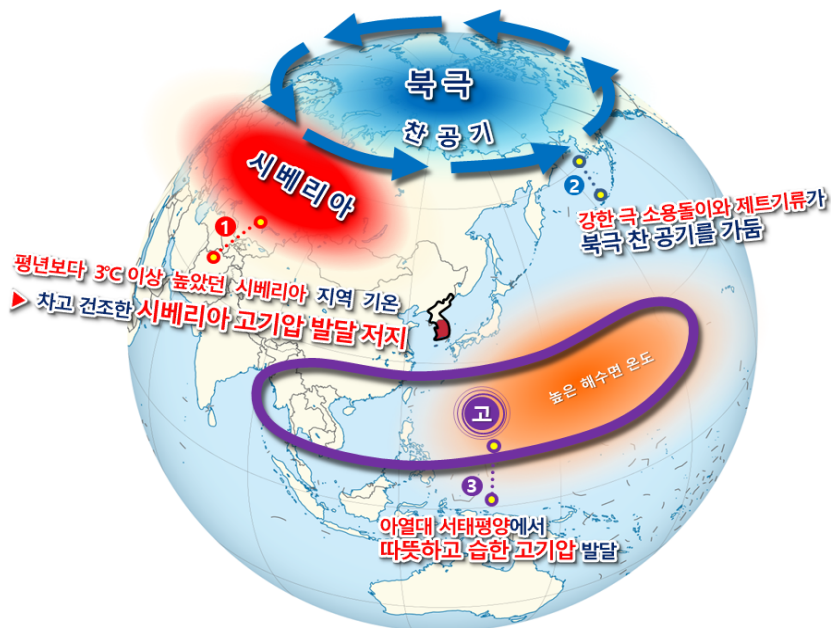 북극
찬 공기
시베리아
1
평년보다 3℃ 이상 높았던 시베리아 지역 기온
▶ 차고 건조한 시베리아 고기압 발달 저지
2
강한 극 소용돌이와 제트기류가
북극 찬 공기를 가둠
높은 해수면 온도
고
3
아열대 서태평양에서
따뜻하고 습한 고기압 발달